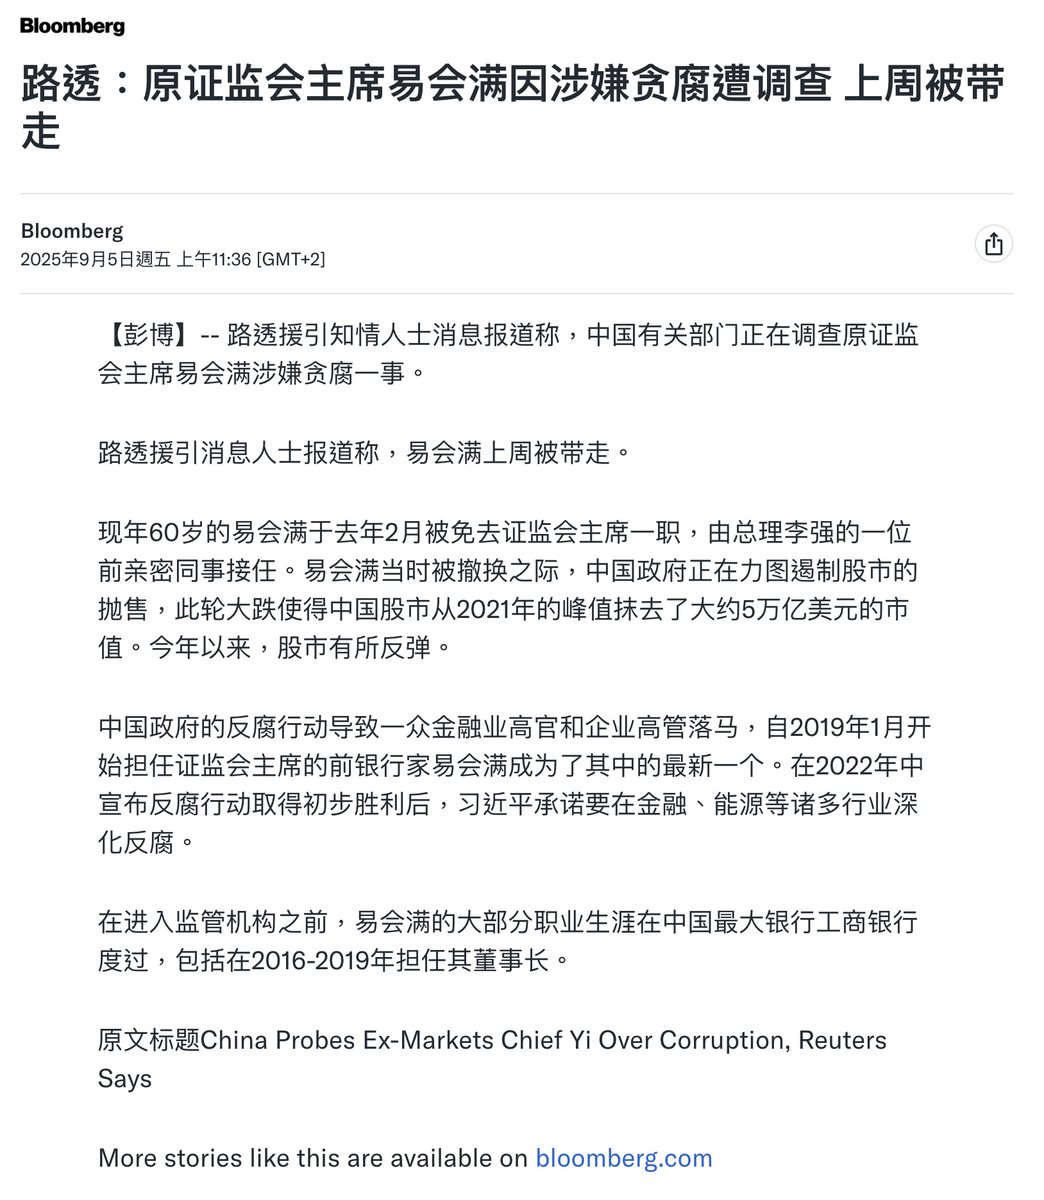 Bloomberg
路透：原证监会主席易会满因涉嫌贪腐遭调查 上周被带
走
Bloomberg
2025年9月5日週五 上午11:36 [GMT+2]
【彭博】-- 路透援引知情人士消息报道称，中国有关部门正在调查原证监
会主席易会满涉嫌贪腐一事。
路透援引消息人士报道称，易会满上周被带走。
现年60岁的易会满于去年2月被免去证监会主席一职，由总理李强的一位
前亲密同事接任。易会满当时被撤换之际，中国政府正在力图遏制股市的
抛售，此轮大跌使得中国股市从2021年的峰值抹去了大约5万亿美元的市
值。今年以来，股市有所反弹。
中国政府的反腐行动导致一众金融业高官和企业高管落马，自2019年1月开
始担任证监会主席的前银行家易会满成为了其中的最新一个。在2022年中
宣布反腐行动取得初步胜利后，习近平承诺要在金融、能源等诸多行业深
化反腐。
在进入监管机构之前，易会满的大部分职业生涯在中国最大银行工商银行
度过，包括在2016-2019年担任其董事长。
原文标题China Probes Ex-Markets Chief Yi Over Corruption, Reuters
Says
More stories like this are available on bloomberg.com